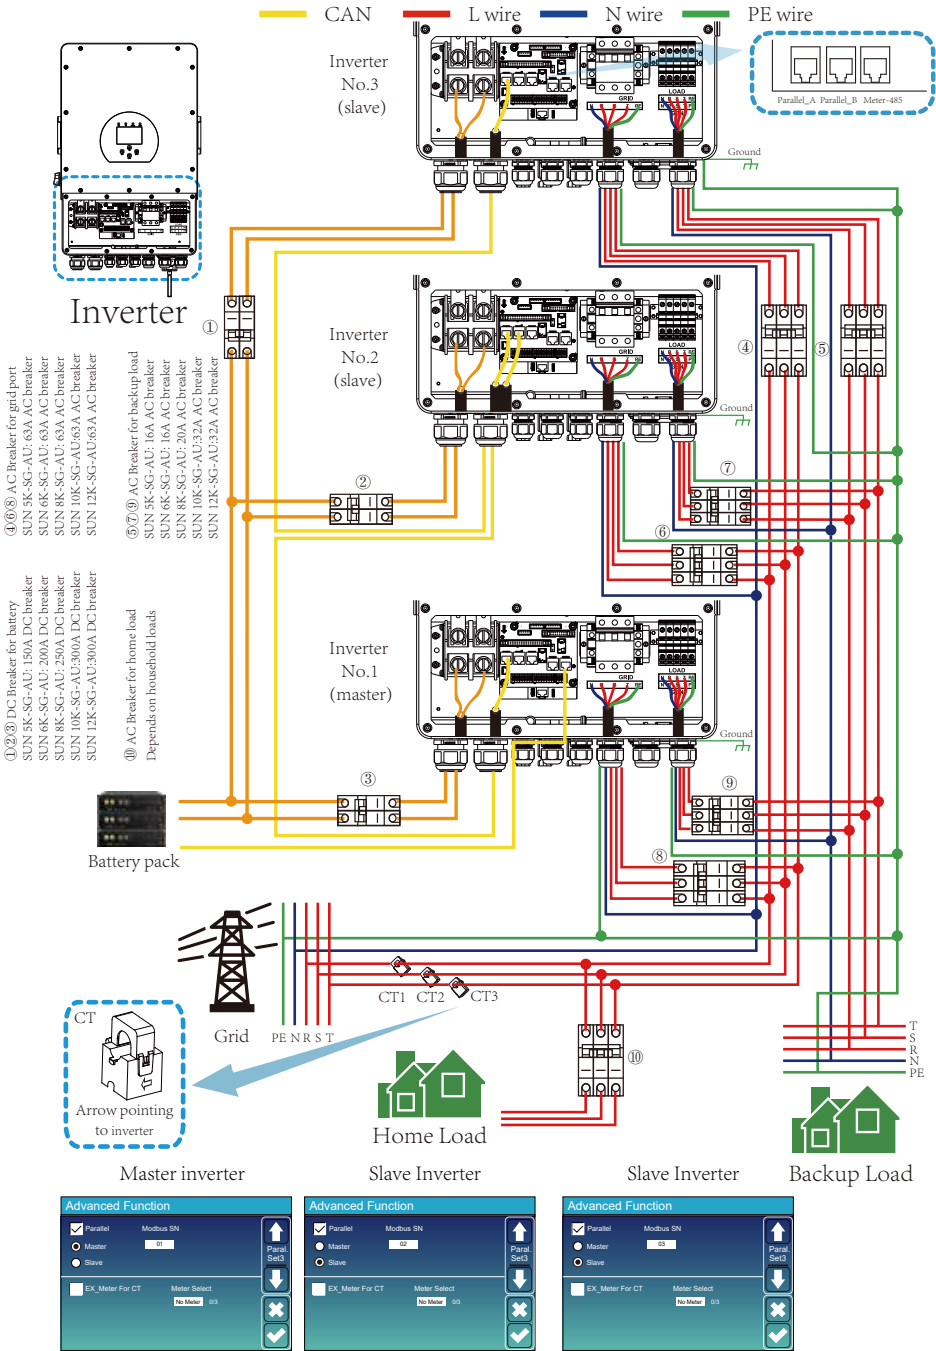 CAN L wire N wire PE wire
Inverter
No.3
(slave)
Parallel_A Parallel_B Meter-485
GRID
LOAD
Ground
Inverter
①
Inverter
No.2
(slave)
GRID
LOAD
Ground
④
⑤
④⑥⑧ AC Breaker for grid port
SUN 5K-SG-AU: 63A AC breaker
SUN 6K-SG-AU: 63A AC breaker
SUN 8K-SG-AU: 63A AC breaker
SUN 10K-SG-AU:63A AC breaker
SUN 12K-SG-AU:63A AC breaker
⑤⑦⑨ AC Breaker for backup load
SUN 5K-SG-AU: 16A AC breaker
SUN 6K-SG-AU: 16A AC breaker
SUN 8K-SG-AU: 20A AC breaker
SUN 10K-SG-AU:32A AC breaker
SUN 12K-SG-AU:32A AC breaker
②
⑦
⑥
①②③ DC Breaker for battery
SUN 5K-SG-AU: 150A DC breaker
SUN 6K-SG-AU: 200A DC breaker
SUN 8K-SG-AU: 250A DC breaker
SUN 10K-SG-AU:300A DC breaker
SUN 12K-SG-AU:300A DC breaker
⑩ AC Breaker for home load
Depends on household loads
Inverter
No.1
(master)
GRID
LOAD
Ground
③
⑨
Battery pack
⑧
CT1 CT2 CT3
Grid
PE N R S T
CT
Arrow pointing
to inverter
⑩
Home Load
T
S
R
N
PE
Backup Load
Master inverter
Advanced Function
Parallel Modbus SN
Master 01
Slave
Paral.
Set3
EX_Meter For CT Meter Select
No Meter 0/3
Slave Inverter
Advanced Function
Parallel Modbus SN
Master 02
Slave
Paral.
Set3
EX_Meter For CT Meter Select
No Meter 0/3
Slave Inverter
Advanced Function
Parallel Modbus SN
Master 03
Slave
Paral.
Set3
EX_Meter For CT Meter Select
No Meter 0/3